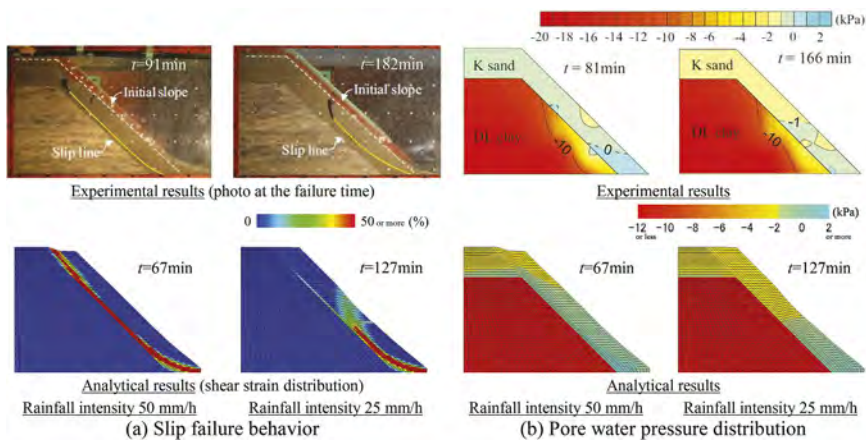 t=91min
Initial slope
Slip line
t=182min
Initial slope
Slip line
Experimental results (photo at the failure time)
0 50 or more (%)
t=67min
t=127min
Analytical results (shear strain distribution)
Rainfall intensity 50 mm/h Rainfall intensity 25 mm/h
(a) Slip failure behavior
(kPa)
-20 -18 -16 -14 -12 -10 -8 -6 -4 -2 0 2
K sand
t = 81min
-10
0
K sand
t = 166 min
-1
-10
Experimental results
(kPa)
-12 -10 -8 -6 -4 -2 0 2
or less or more
t=67min
t=127min
Analytical results
Rainfall intensity 50 mm/h Rainfall intensity 25 mm/h
(b) Pore water pressure distribution